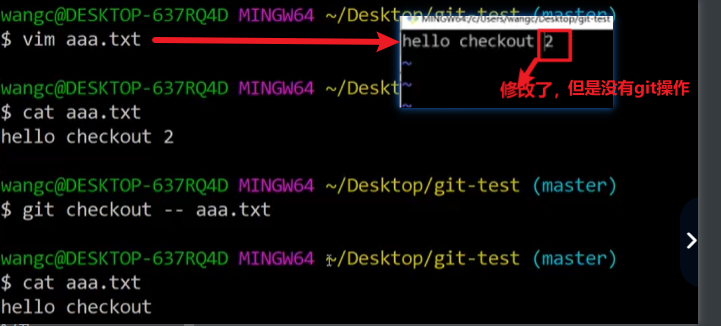 wangc@DESKTOP-637RQ4D MINGW64 ~/Desktop/git-test (master)
$ vim aaa.txt
MINGW64:/c/Users/wangc/Desktop/git-test
hello checkout 2
~
~
~
修改了，但是没有git操作
wangc@DESKTOP-637RQ4D MINGW64 ~/Deskt
$ cat aaa.txt
hello checkout 2
wangc@DESKTOP-637RQ4D MINGW64 ~/Desktop/git-test (master)
$ git checkout -- aaa.txt
wangc@DESKTOP-637RQ4D MINGW64 ~/Desktop/git-test (master)
$ cat aaa.txt
hello checkout